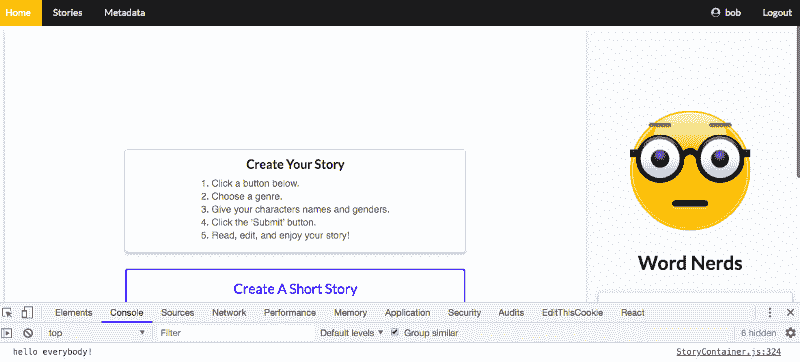 Home Stories Metadata bob Logout
Create Your Story
1. Click a button below.
2. Choose a genre.
3. Give your characters names and genders.
4. Click the 'Submit' button.
5. Read, edit, and enjoy your story!
Create A Short Story
Word Nerds
Elements Console Sources Network Performance Memory Application Security Audits EditThisCookie React
top Filter Default levels Group similar 6 hidden
hello everybody! StoryContainer.js:324